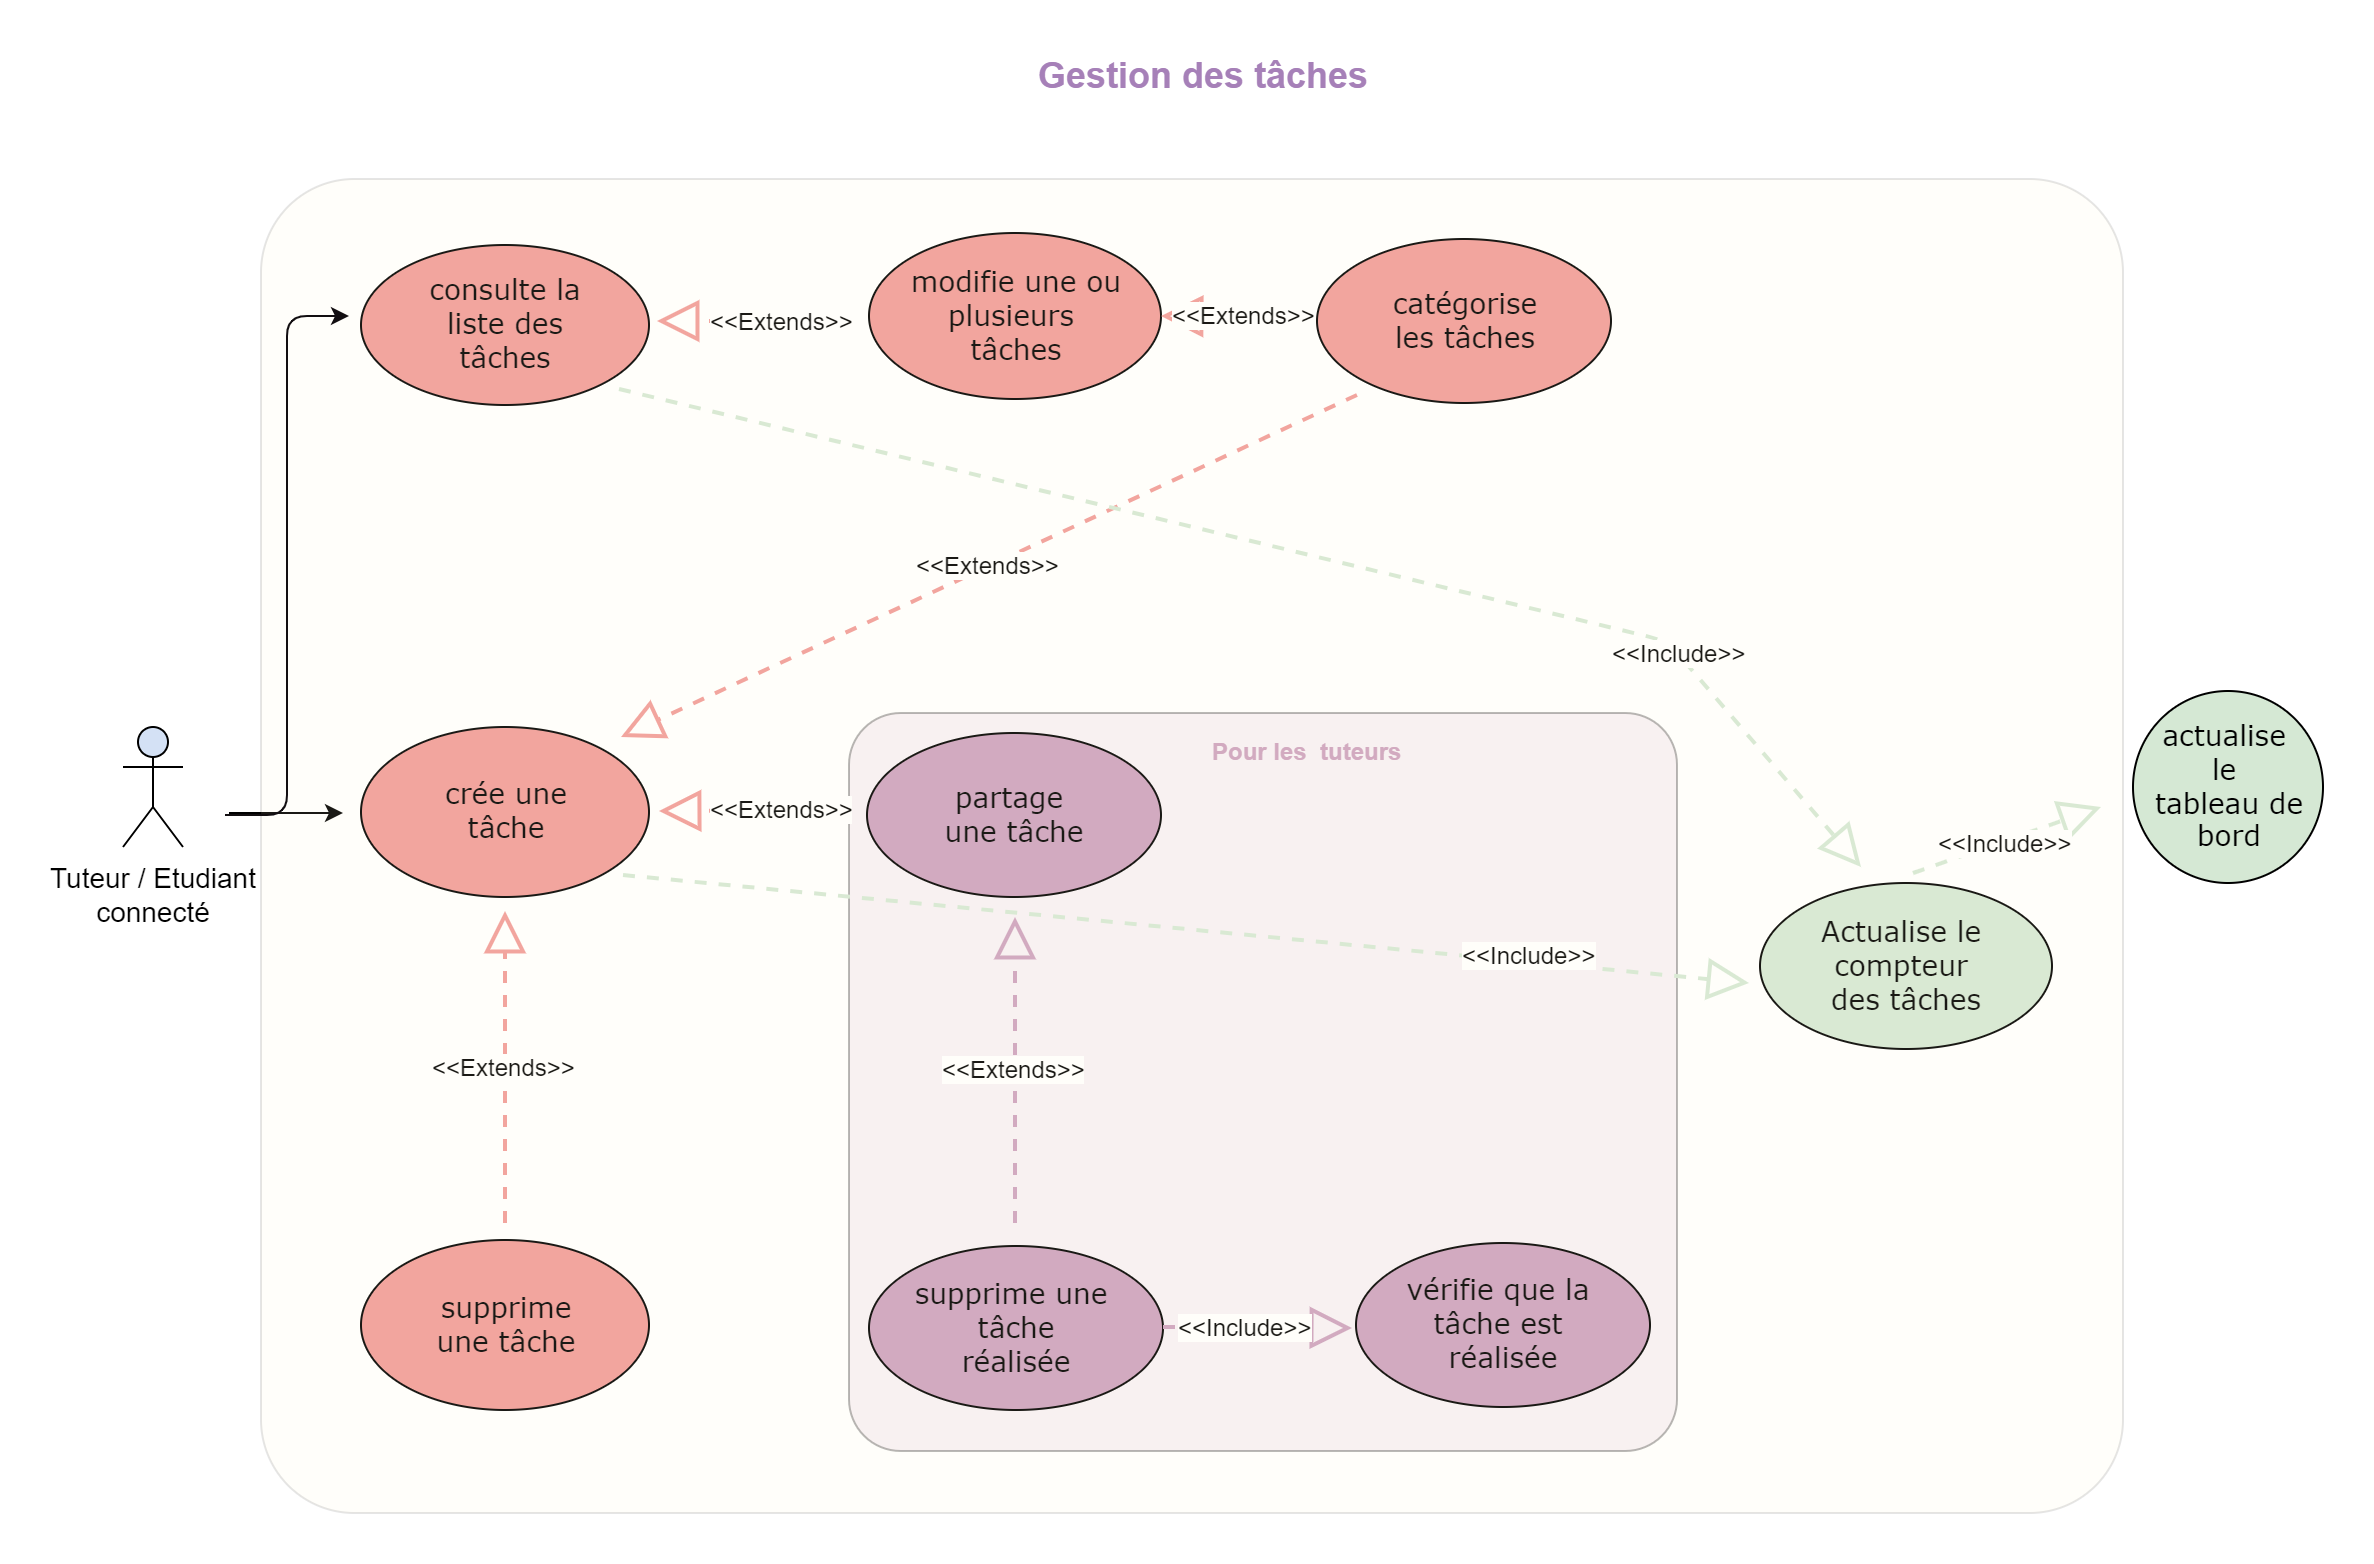 Gestion des tâches
consulte la
liste des
tâches
<<Extends>>
modifie une ou
plusieurs
tâches
<<Extends>>
catégorise
les tâches
<<Extends>>
<<Include>>
Tuteur / Etudiant
connecté
crée une
tâche
<<Extends>>
Pour les  tuteurs
partage
une tâche
<<Include>>
<<Include>>
actualise
le
tableau de
bord
Actualise le
compteur
des tâches
<<Extends>>
<<Extends>>
supprime
une tâche
supprime une
tâche
réalisée
<<Include>>
vérifie que la
tâche est
réalisée